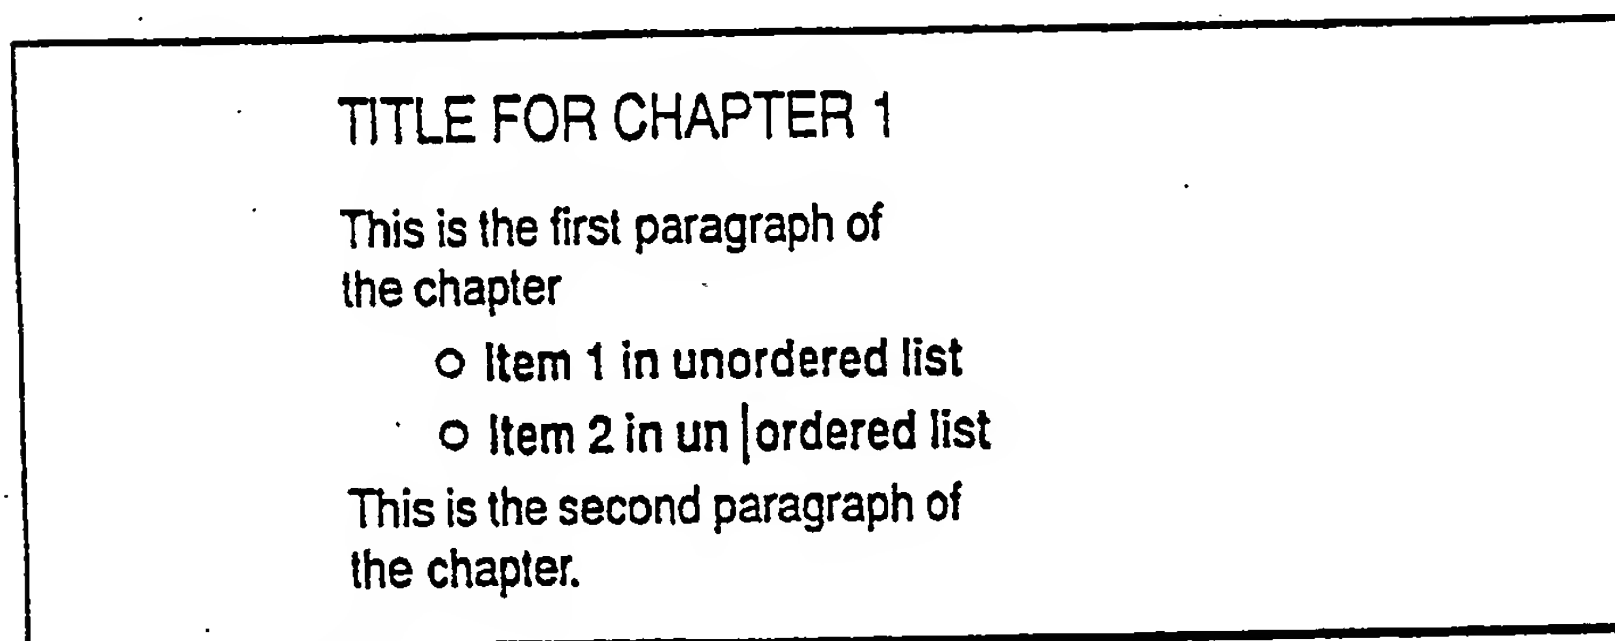 TITLE FOR CHAPTER 1
This is the first paragraph of
the chapter
o Item 1 in unordered list
o Item 2 in un |ordered list
This is the second paragraph of
the chapter.